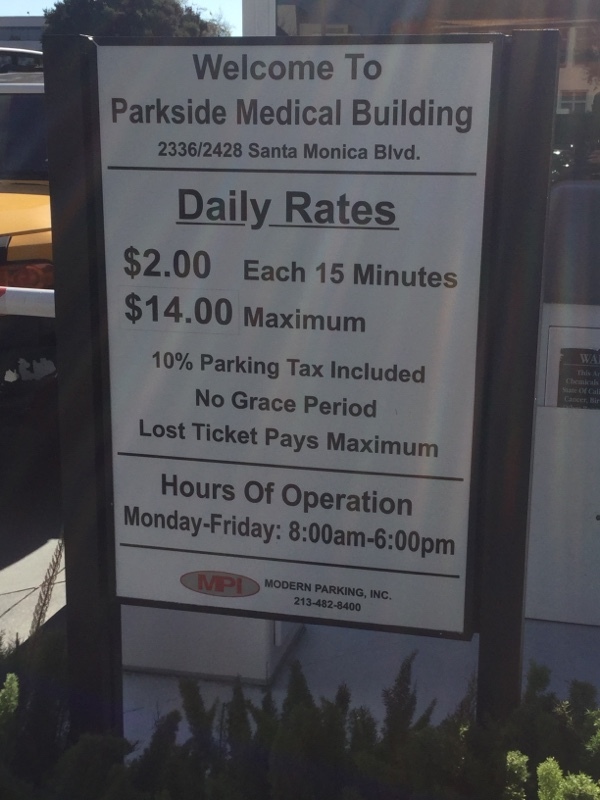 Welcome To
Parkside Medical Building
2336/2428 Santa Monica Blvd.
Daily Rates
$2.00 Each 15 Minutes
$14.00 Maximum
10% Parking Tax Included
No Grace Period
Lost Ticket Pays Maximum
Hours Of Operation
Monday-Friday: 8:00am-6:00pm
MPI MODERN PARKING, INC.
213-482-8400